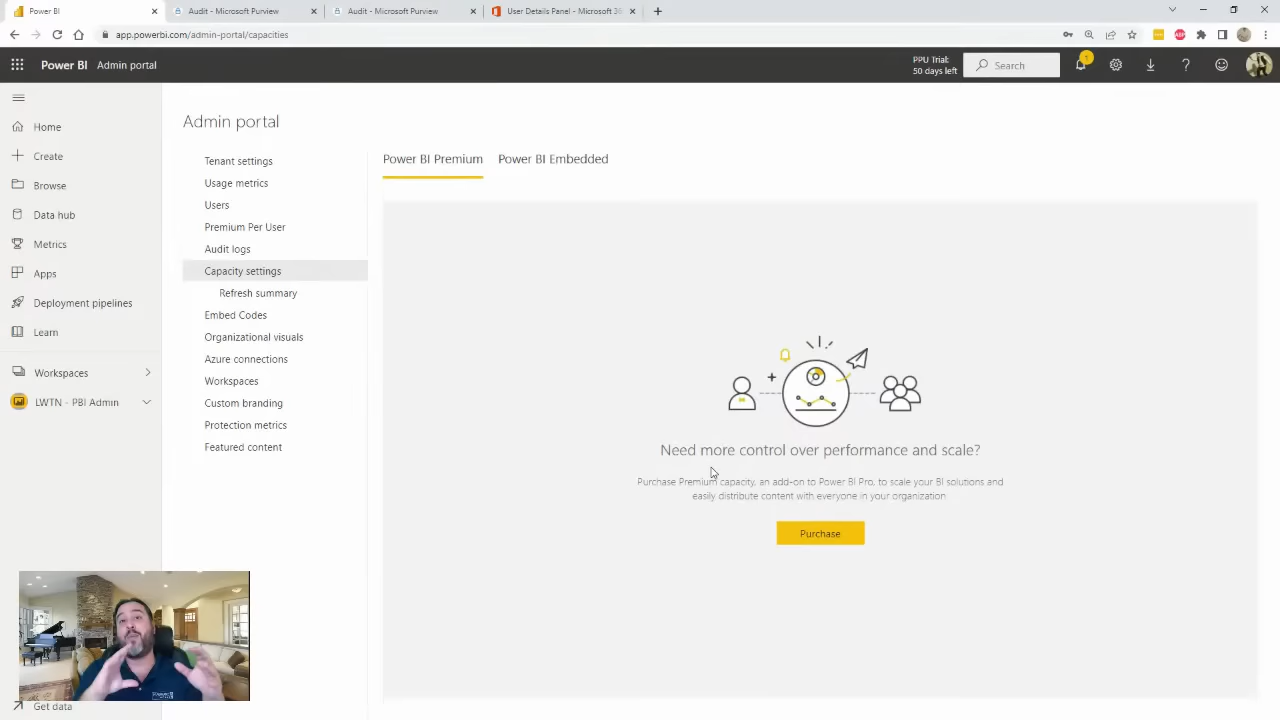 Power BI
Audit - Microsoft Purview
Audit - Microsoft Purview
User Details Panel - Microsoft 36
app.powerbi.com/admin-portal/capacities
Power BI Admin portal
PPU Trial:
50 days left
Search
1
Home
Create
Browse
Data hub
Metrics
Apps
Deployment pipelines
Learn
Workspaces
LWTN - PBI Admin
Get data
Admin portal
Tenant settings
Usage metrics
Users
Premium Per User
Audit logs
Capacity settings
Refresh summary
Embed Codes
Organizational visuals
Azure connections
Workspaces
Custom branding
Protection metrics
Featured content
Power BI Premium
Power BI Embedded
Need more control over performance and scale?
Purchase Premium capacity, an add-on to Power BI Pro, to scale your BI solutions and
easily distribute content with everyone in your organization
Purchase